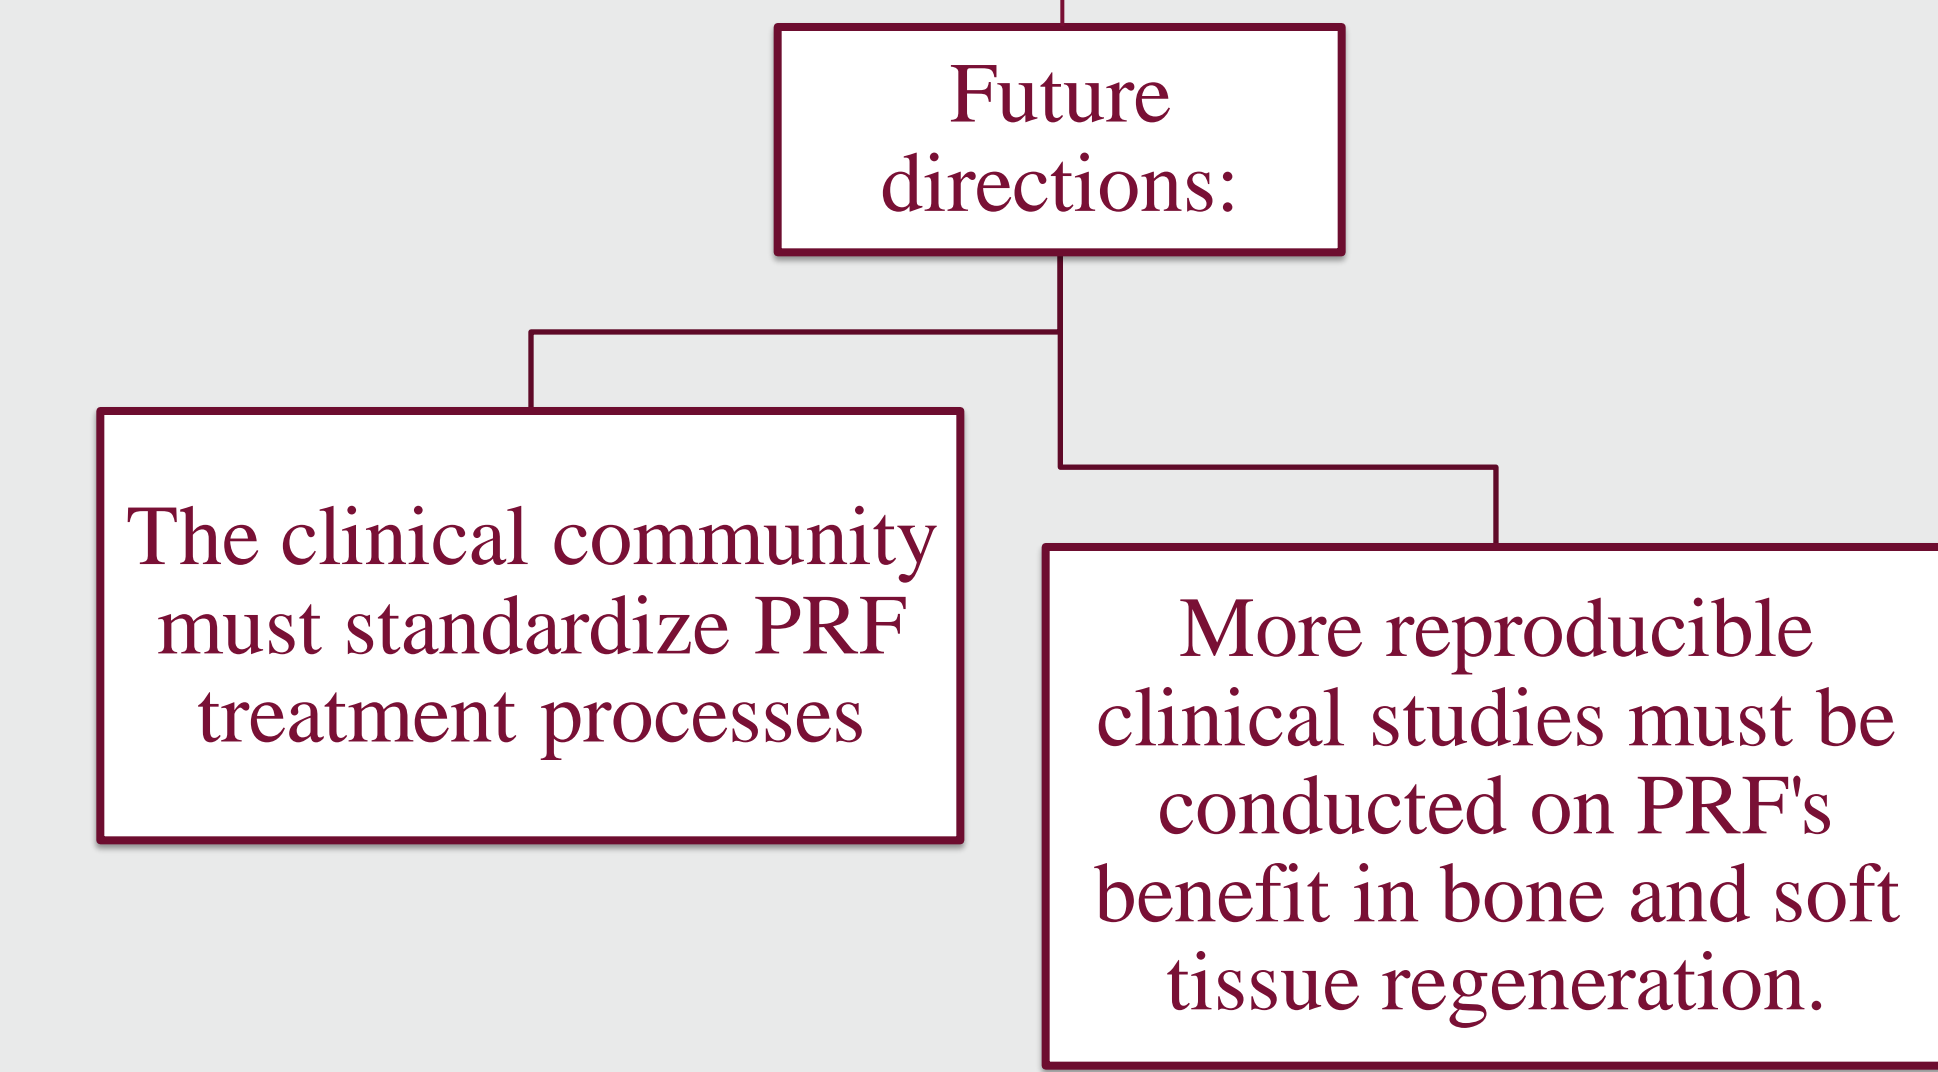 Future
directions:
The clinical community
must standardize PRF
treatment processes
More reproducible
clinical studies must be
conducted on PRF's
benefit in bone and soft
tissue regeneration.